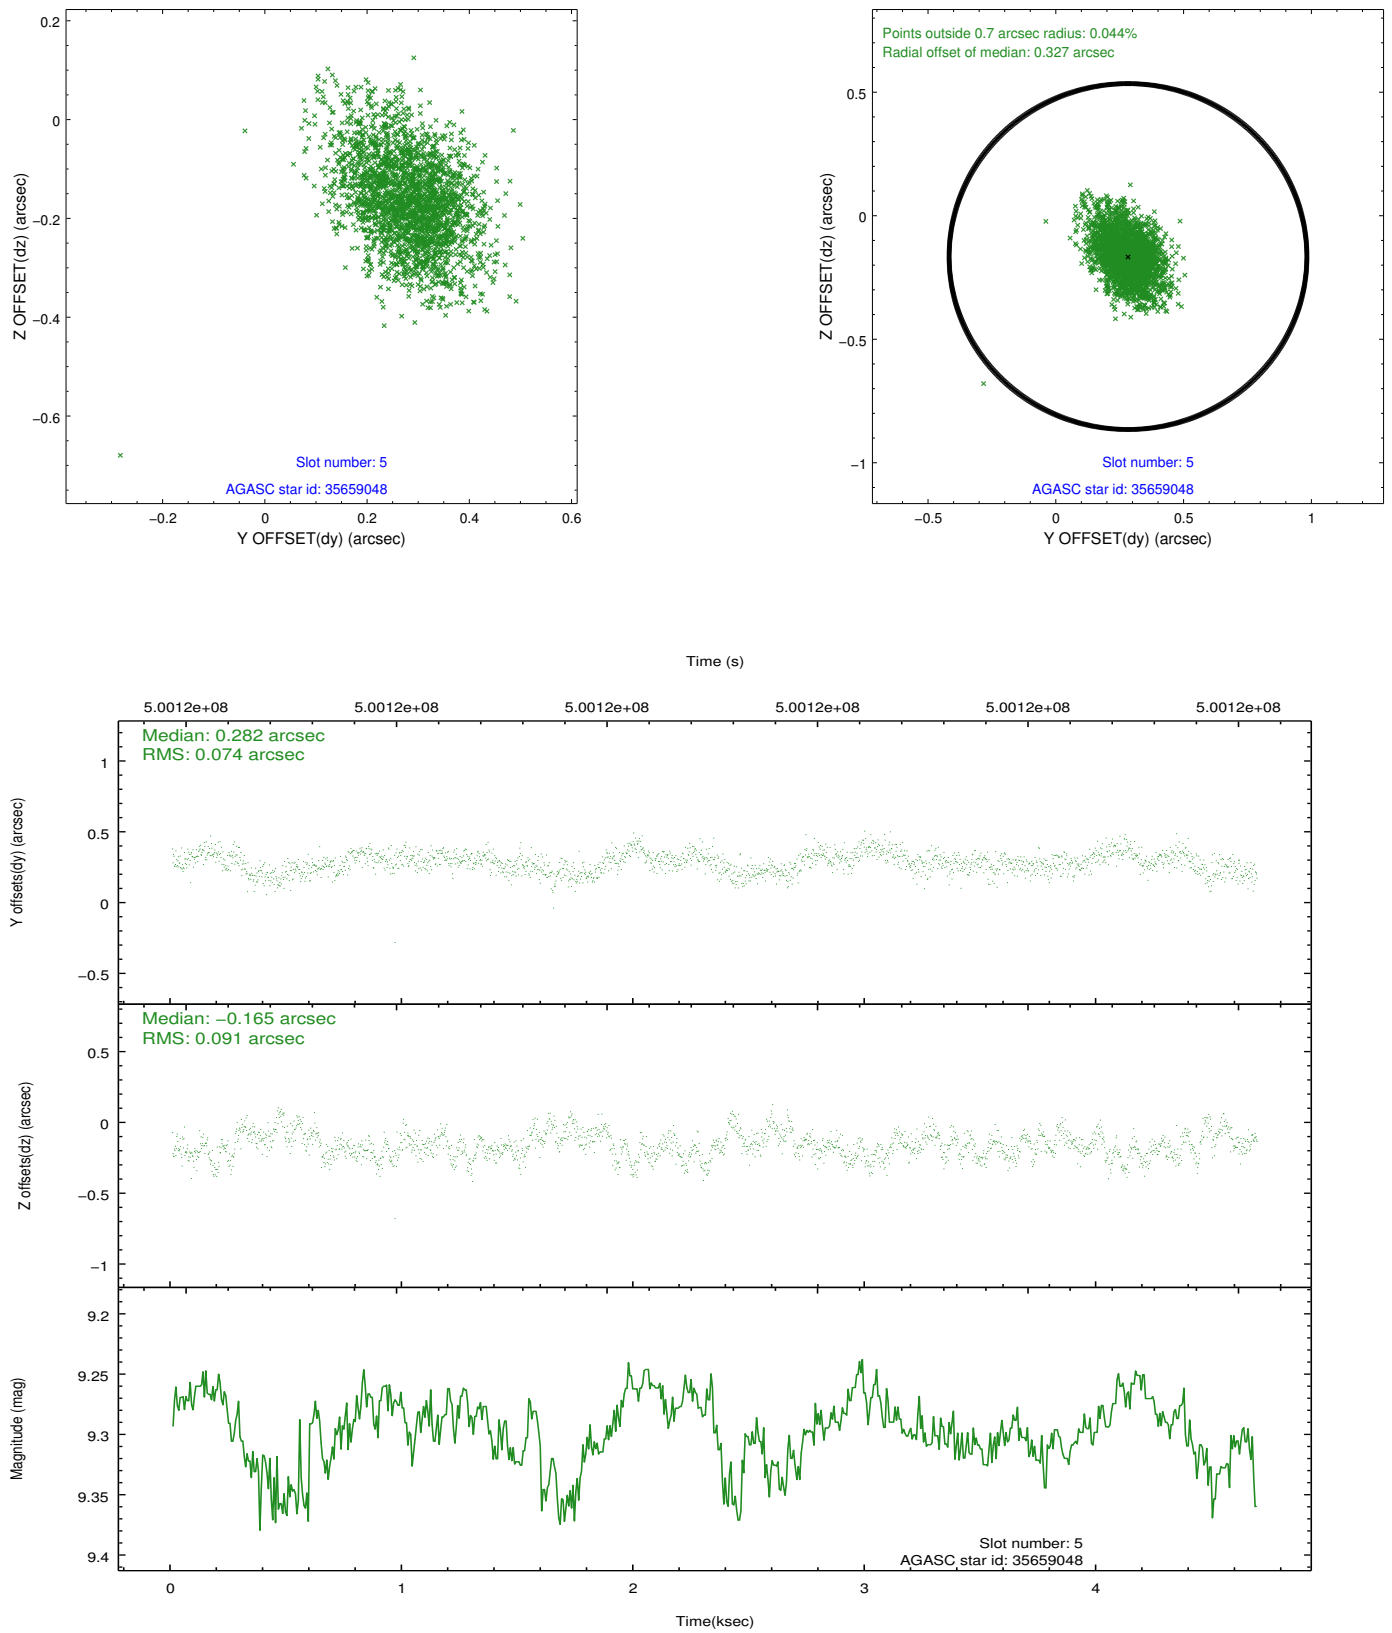 0.2
0
−0.2
−0.4
−0.6
Z OFFSET(dz) (arcsec)
−0.2
0
0.2
0.4
0.6
Y OFFSET(dy) (arcsec)
Slot number: 5
AGASC star id: 35659048
Points outside 0.7 arcsec radius: 0.044%
Radial offset of median: 0.327 arcsec
0.5
0
−0.5
−1
Z OFFSET(dz) (arcsec)
−0.5
0
0.5
1
Y OFFSET(dy) (arcsec)
Slot number: 5
AGASC star id: 35659048
Time (s)
5.0012e+08
5.0012e+08
5.0012e+08
5.0012e+08
5.0012e+08
5.0012e+08
Median: 0.282 arcsec
RMS: 0.074 arcsec
1
0.5
0
−0.5
Y offsets(dy) (arcsec)
Median: −0.165 arcsec
RMS: 0.091 arcsec
0.5
0
−0.5
−1
Z offsets(dz) (arcsec)
9.2
9.25
9.3
9.35
9.4
Magnitude (mag)
Slot number: 5
AGASC star id: 35659048
0
1
2
3
4
Time(ksec)